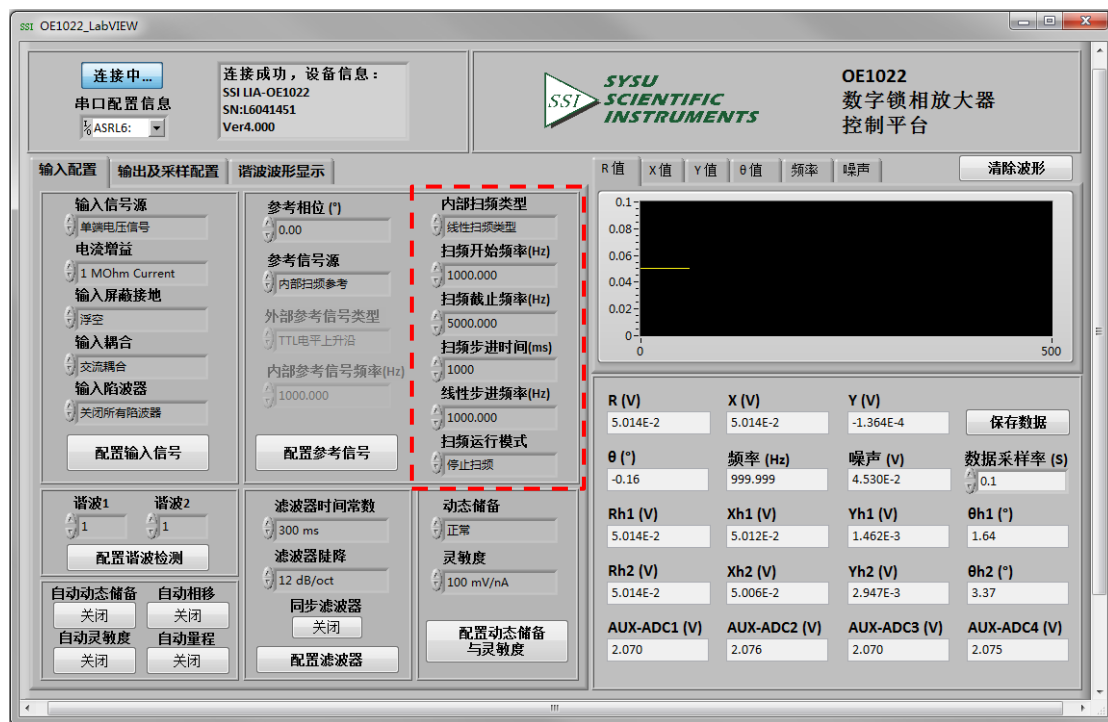 SSI OE1022_LabVIEW
连接中...
串口配置信息
ASRL6:
连接成功，设备信息：
SSI LIA-OE1022
SN:L6041451
Ver4.000
SSI
SYSU
SCIENTIFIC
INSTRUMENTS
OE1022
数字锁相放大器
控制平台
输入配置 输出及采样配置 谐波波形显示
输入信号源
单端电压信号
电流增益
1 MOhm Current
输入屏蔽接地
浮空
输入耦合
交流耦合
输入陷波器
关闭所有陷波器
配置输入信号
参考相位 (°)
0.00
参考信号源
内部扫频参考
外部参考信号类型
TTL电平上升沿
内部参考信号频率(Hz)
1000.000
配置参考信号
内部扫频类型
线性扫频类型
扫频开始频率(Hz)
1000.000
扫频截止频率(Hz)
5000.000
扫频步进时间(ms)
1000
线性步进频率(Hz)
1000.000
扫频运行模式
停止扫频
谐波1 谐波2
1 1
配置谐波检测
自动动态储备 自动相移
关闭 关闭
自动灵敏度 自动量程
关闭 关闭
滤波器时间常数
300 ms
滤波器陡降
12 dB/oct
同步滤波器
关闭
配置滤波器
动态储备
正常
灵敏度
100 mV/nA
配置动态储备
与灵敏度
R值 X值 Y值 θ值 频率 噪声
清除波形
0.1
0.08
0.06
0.04
0.02
0
0 500
R (V) X (V) Y (V)
5.014E-2 5.014E-2 -1.364E-4 保存数据
θ (°) 频率 (Hz) 噪声 (V) 数据采样率 (S)
-0.16 999.999 4.530E-2 0.1
Rh1 (V) Xh1 (V) Yh1 (V) θh1 (°)
5.014E-2 5.012E-2 1.462E-3 1.64
Rh2 (V) Xh2 (V) Yh2 (V) θh2 (°)
5.014E-2 5.006E-2 2.947E-3 3.37
AUX-ADC1 (V) AUX-ADC2 (V) AUX-ADC3 (V) AUX-ADC4 (V)
2.070 2.076 2.070 2.075